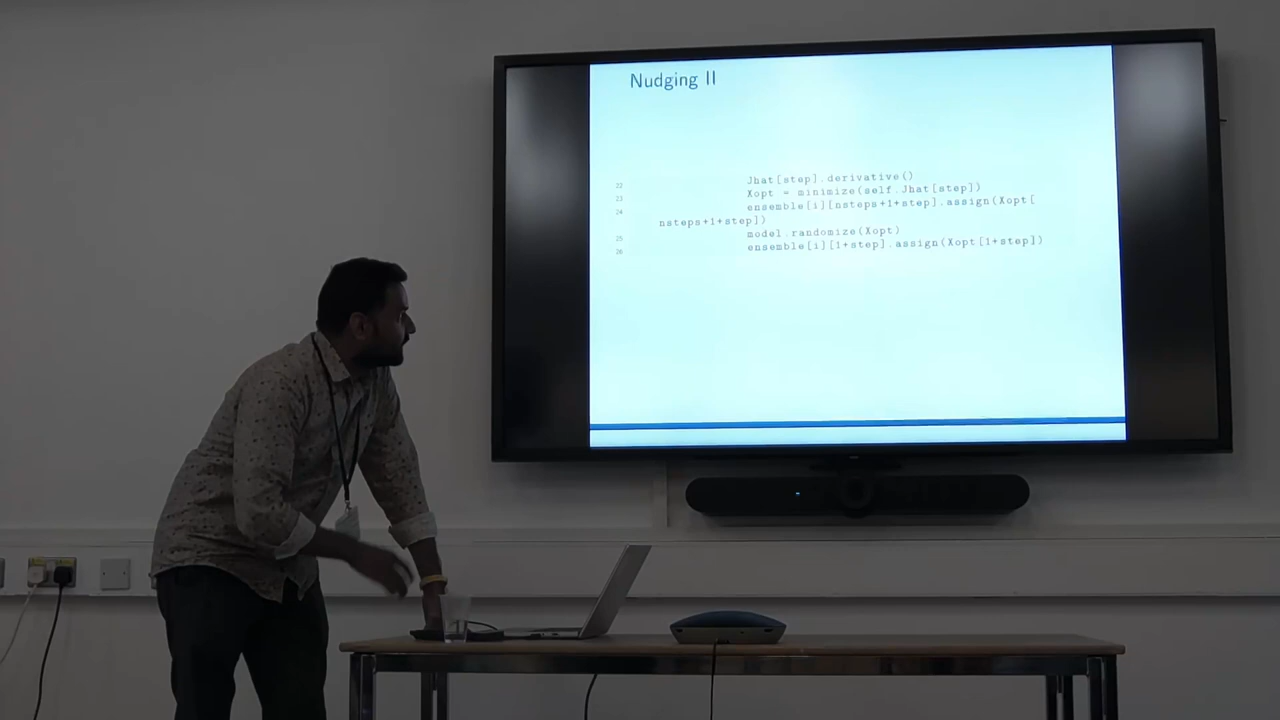 Nudging II
22 Jhat[step].derivative()
23 Xopt = minimize(self.Jhat[step])
24 ensemble[i][nsteps+1+step].assign(Xopt[
nsteps+1+step])
25 model.randomize(Xopt)
26 ensemble[i][1+step].assign(Xopt[1+step])